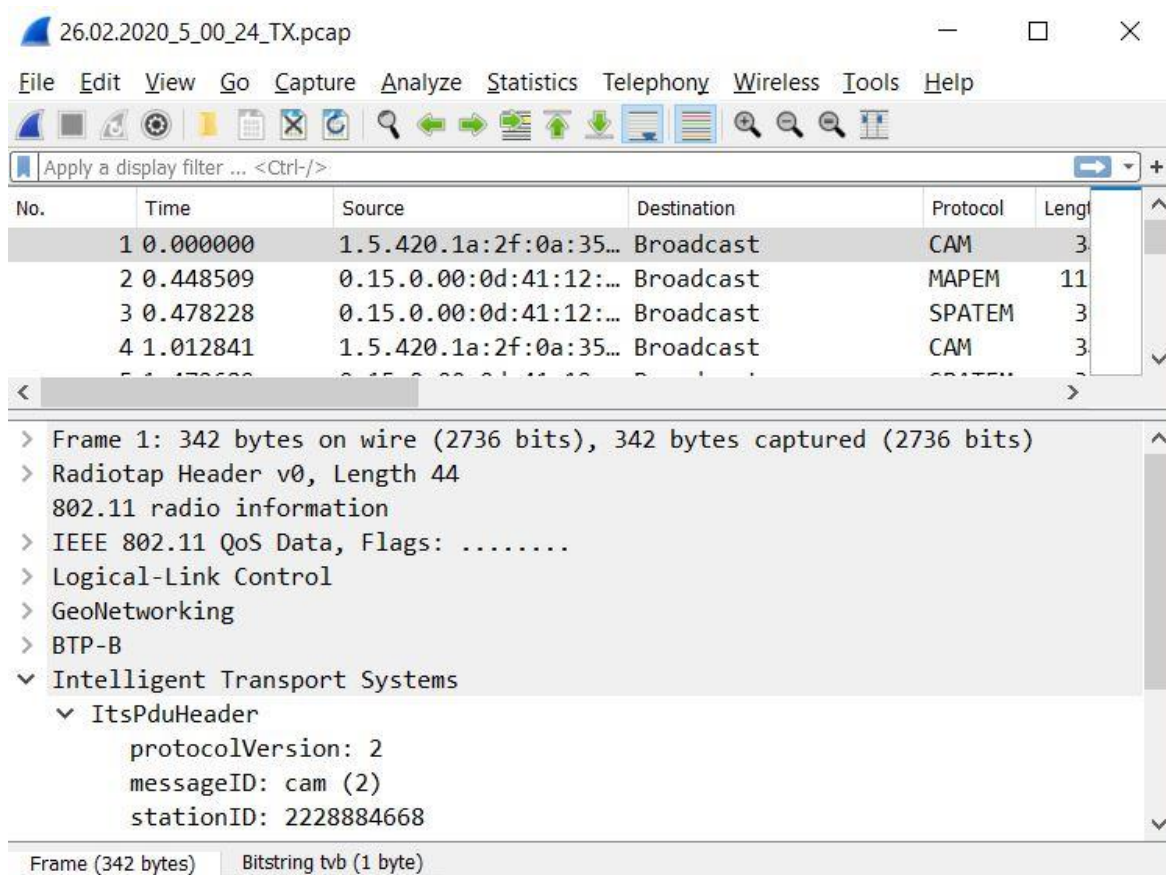 26.02.2020_5_00_24_TX.pcap
File Edit View Go Capture Analyze Statistics Telephony Wireless Tools Help
Apply a display filter ... <Ctrl-/>
No. Time Source Destination Protocol Lengt
1 0.000000 1.5.420.1a:2f:0a:35… Broadcast CAM 3
2 0.448509 0.15.0.00:0d:41:12:… Broadcast MAPEM 11
3 0.478228 0.15.0.00:0d:41:12:… Broadcast SPATEM 3
4 1.012841 1.5.420.1a:2f:0a:35… Broadcast CAM 3
Frame 1: 342 bytes on wire (2736 bits), 342 bytes captured (2736 bits)
Radiotap Header v0, Length 44
802.11 radio information
IEEE 802.11 QoS Data, Flags: ........
Logical-Link Control
GeoNetworking
BTP-B
Intelligent Transport Systems
ItsPduHeader
protocolVersion: 2
messageID: cam (2)
stationID: 2228884668
Frame (342 bytes) Bitstring tvb (1 byte)